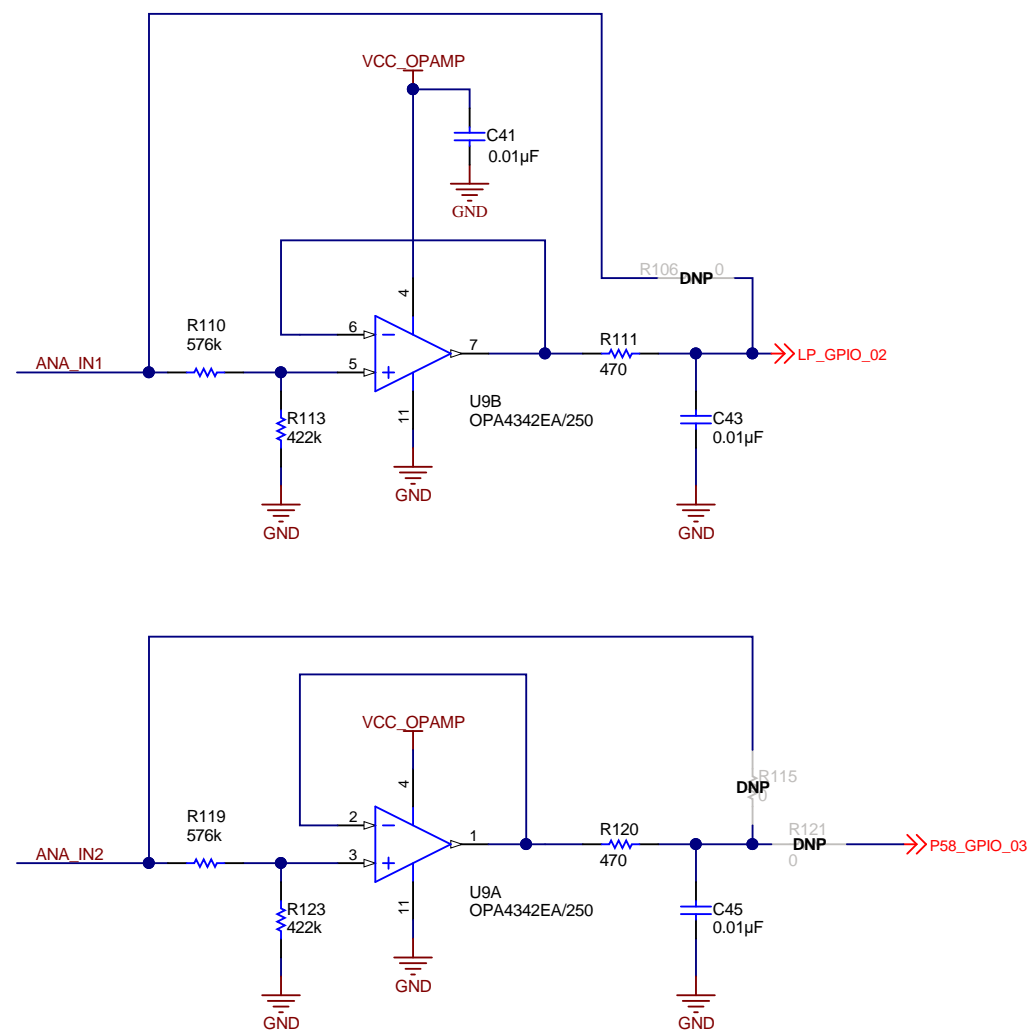 VCC_OPAMP
C41
0.01µF
GND
R106 DNP 0
4
R110
576k
6
7
R111
470
LP_GPIO_02
ANA_IN1
5
R113
422k
11
U9B
OPA4342EA/250
C43
0.01µF
GND
GND
GND
VCC_OPAMP
4
DNP R115
0
R119
576k
2
1
R120
470
R121
DNP
0
P58_GPIO_03
ANA_IN2
3
R123
422k
11
U9A
OPA4342EA/250
C45
0.01µF
GND
GND
GND